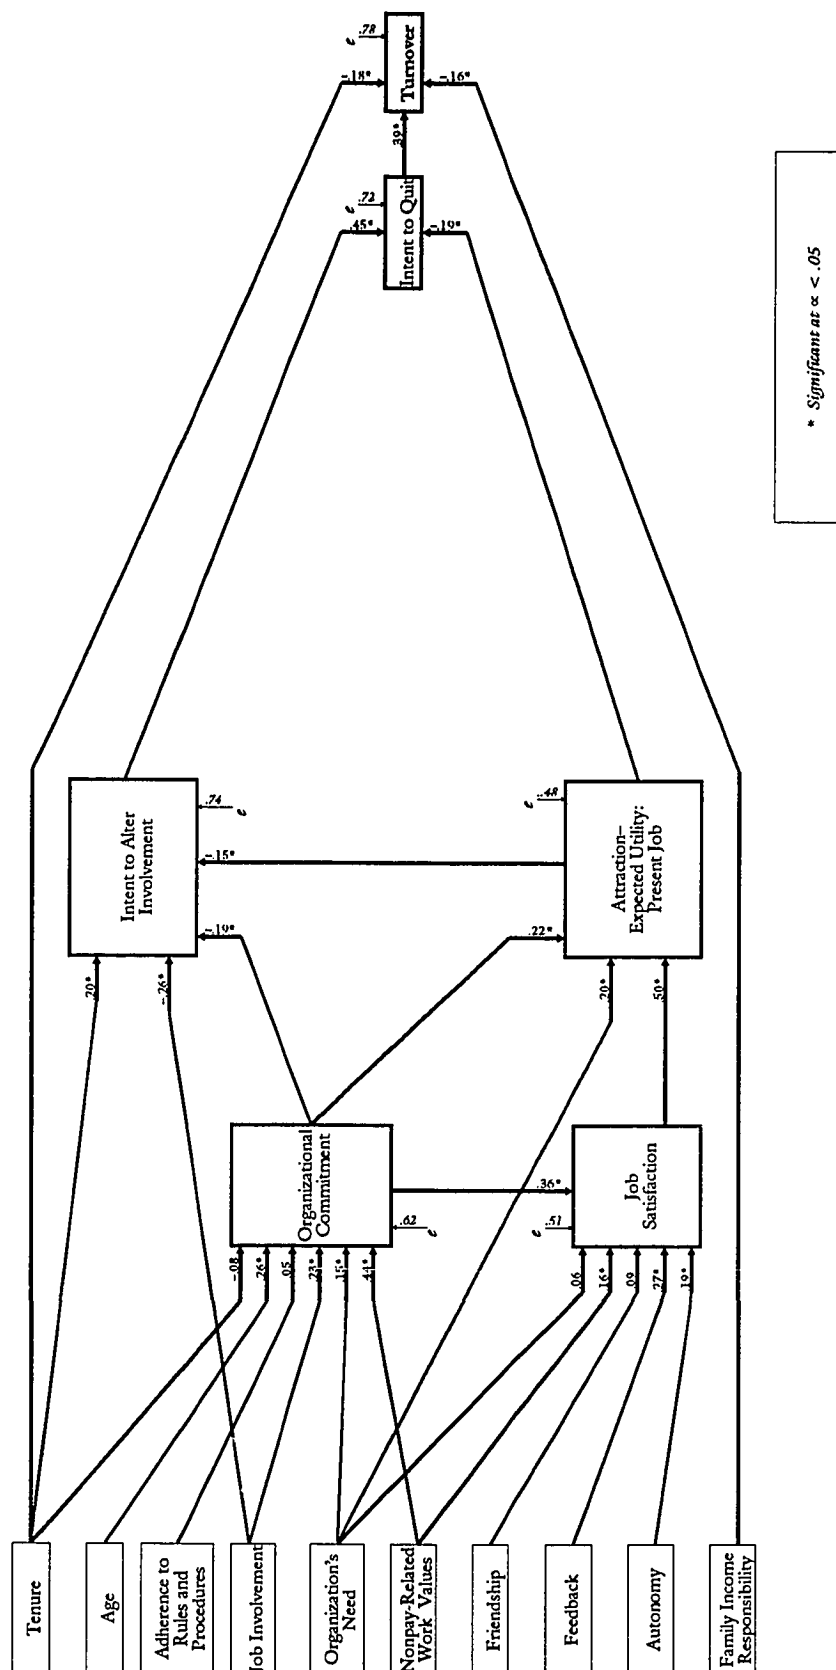 Tenure
Age
Adherence to
Rules and
Procedures
Job Involvement
Organization's
Need
Nonpay-Related
Work Values
Friendship
Feedback
Autonomy
Family Income
Responsibility
-.08
.26*
.05
.23*
.15*
.44*
Organizational
Commitment
.62
e
.36*
.06
.16*
.09
.27*
.19*
Job
Satisfaction
.51
e
.20*
-.26*
-.19*
-.15*
Intent to Alter
Involvement
.74
e
.22*
.20*
.50*
Attraction–
Expected Utility:
Present Job
.48
e
.45*
-.19*
Intent to Quit
.72
e
.39*
-.18*
-.16*
Turnover
.78
e
* Significant at α < .05